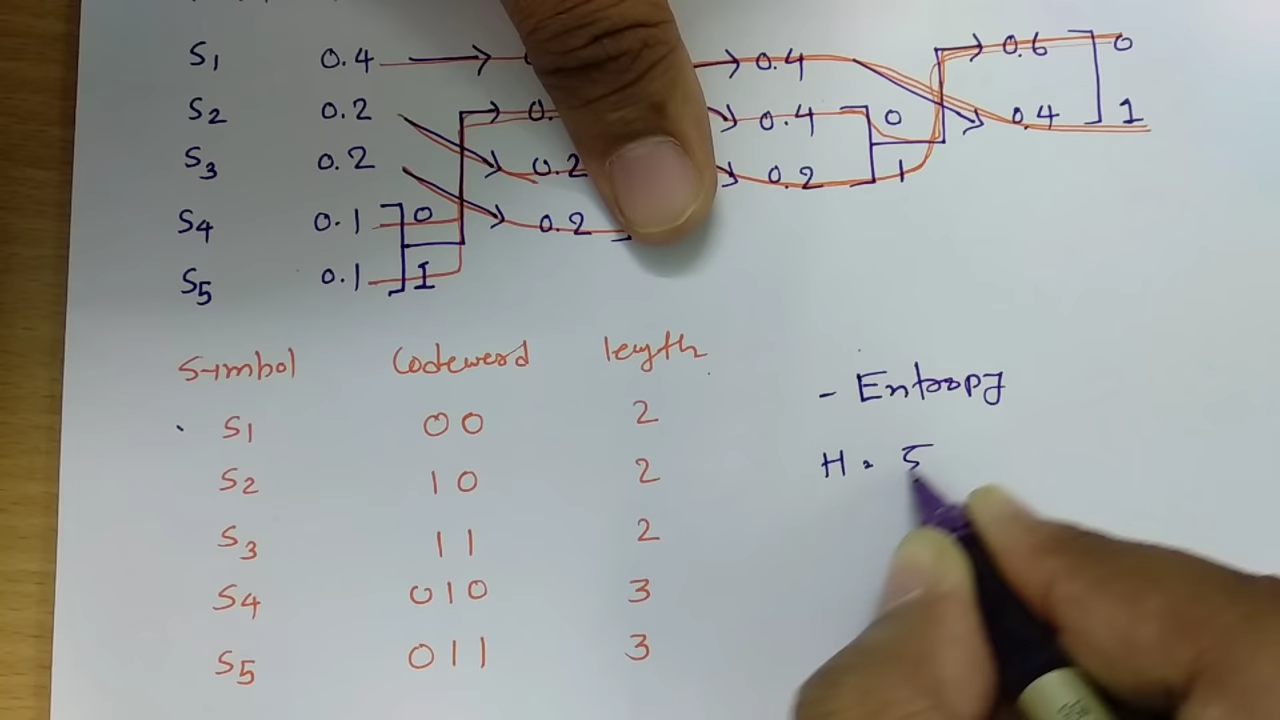 S1 0.4 0.4 0.6 0
S2 0.2 0. 0.4 0 0.4 1
S3 0.2 0.2 0.2 1
S4 0.1 0 0.2
S5 0.1 1
Symbol Codeword length
S1 00 2
S2 10 2
S3 11 2
S4 010 3
S5 011 3
- Entropy
H =